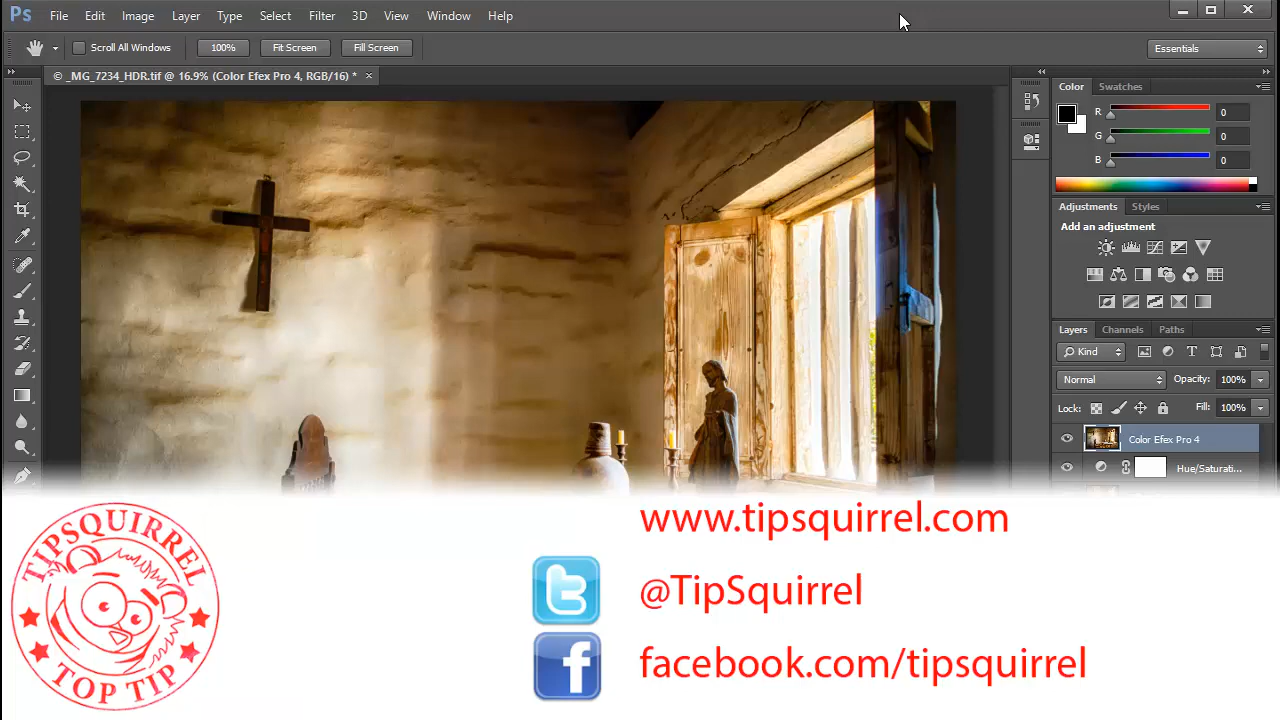 Ps File Edit Image Layer Type Select Filter 3D View Window Help
Scroll All Windows 100% Fit Screen Fill Screen Essentials
© _MG_7234_HDR.tif @ 16.9% (Color Efex Pro 4, RGB/16) * ×
Color Swatches
R 0
G 0
B 0
Adjustments Styles
Add an adjustment
Layers Channels Paths
Kind
Normal Opacity: 100%
Lock: Fill: 100%
Color Efex Pro 4
Hue/Saturati...
www.tipsquirrel.com
@TipSquirrel
facebook.com/tipsquirrel
TIPSQUIRREL
TOP TIP